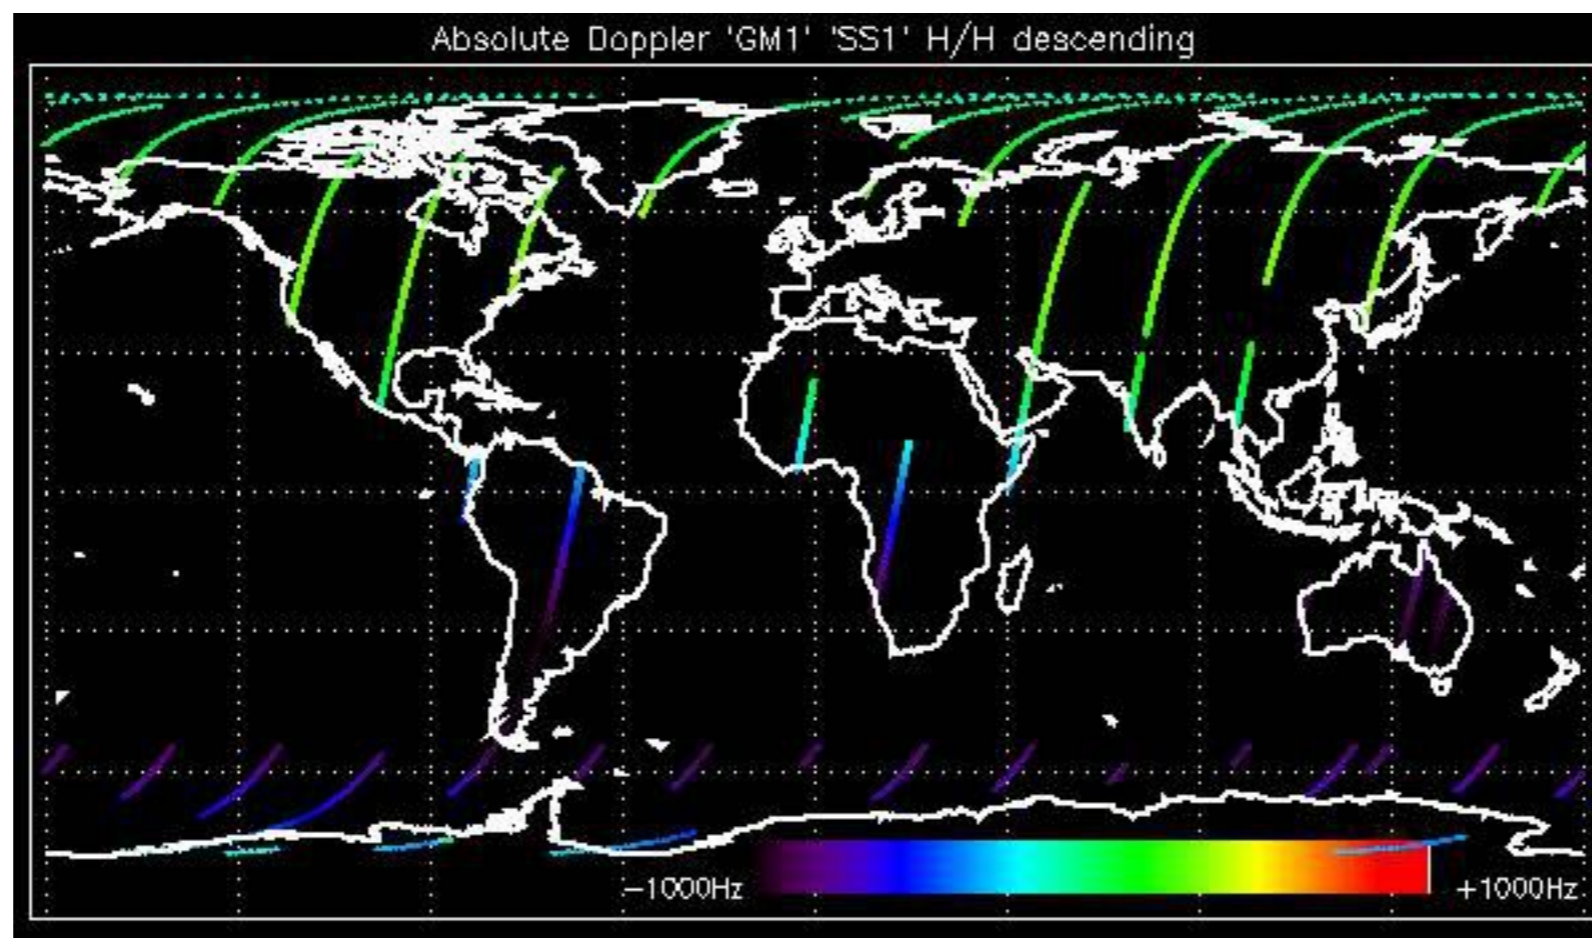 Absolute Doppler 'GM1' 'SS1' H/H descending
−1000Hz
+1000Hz